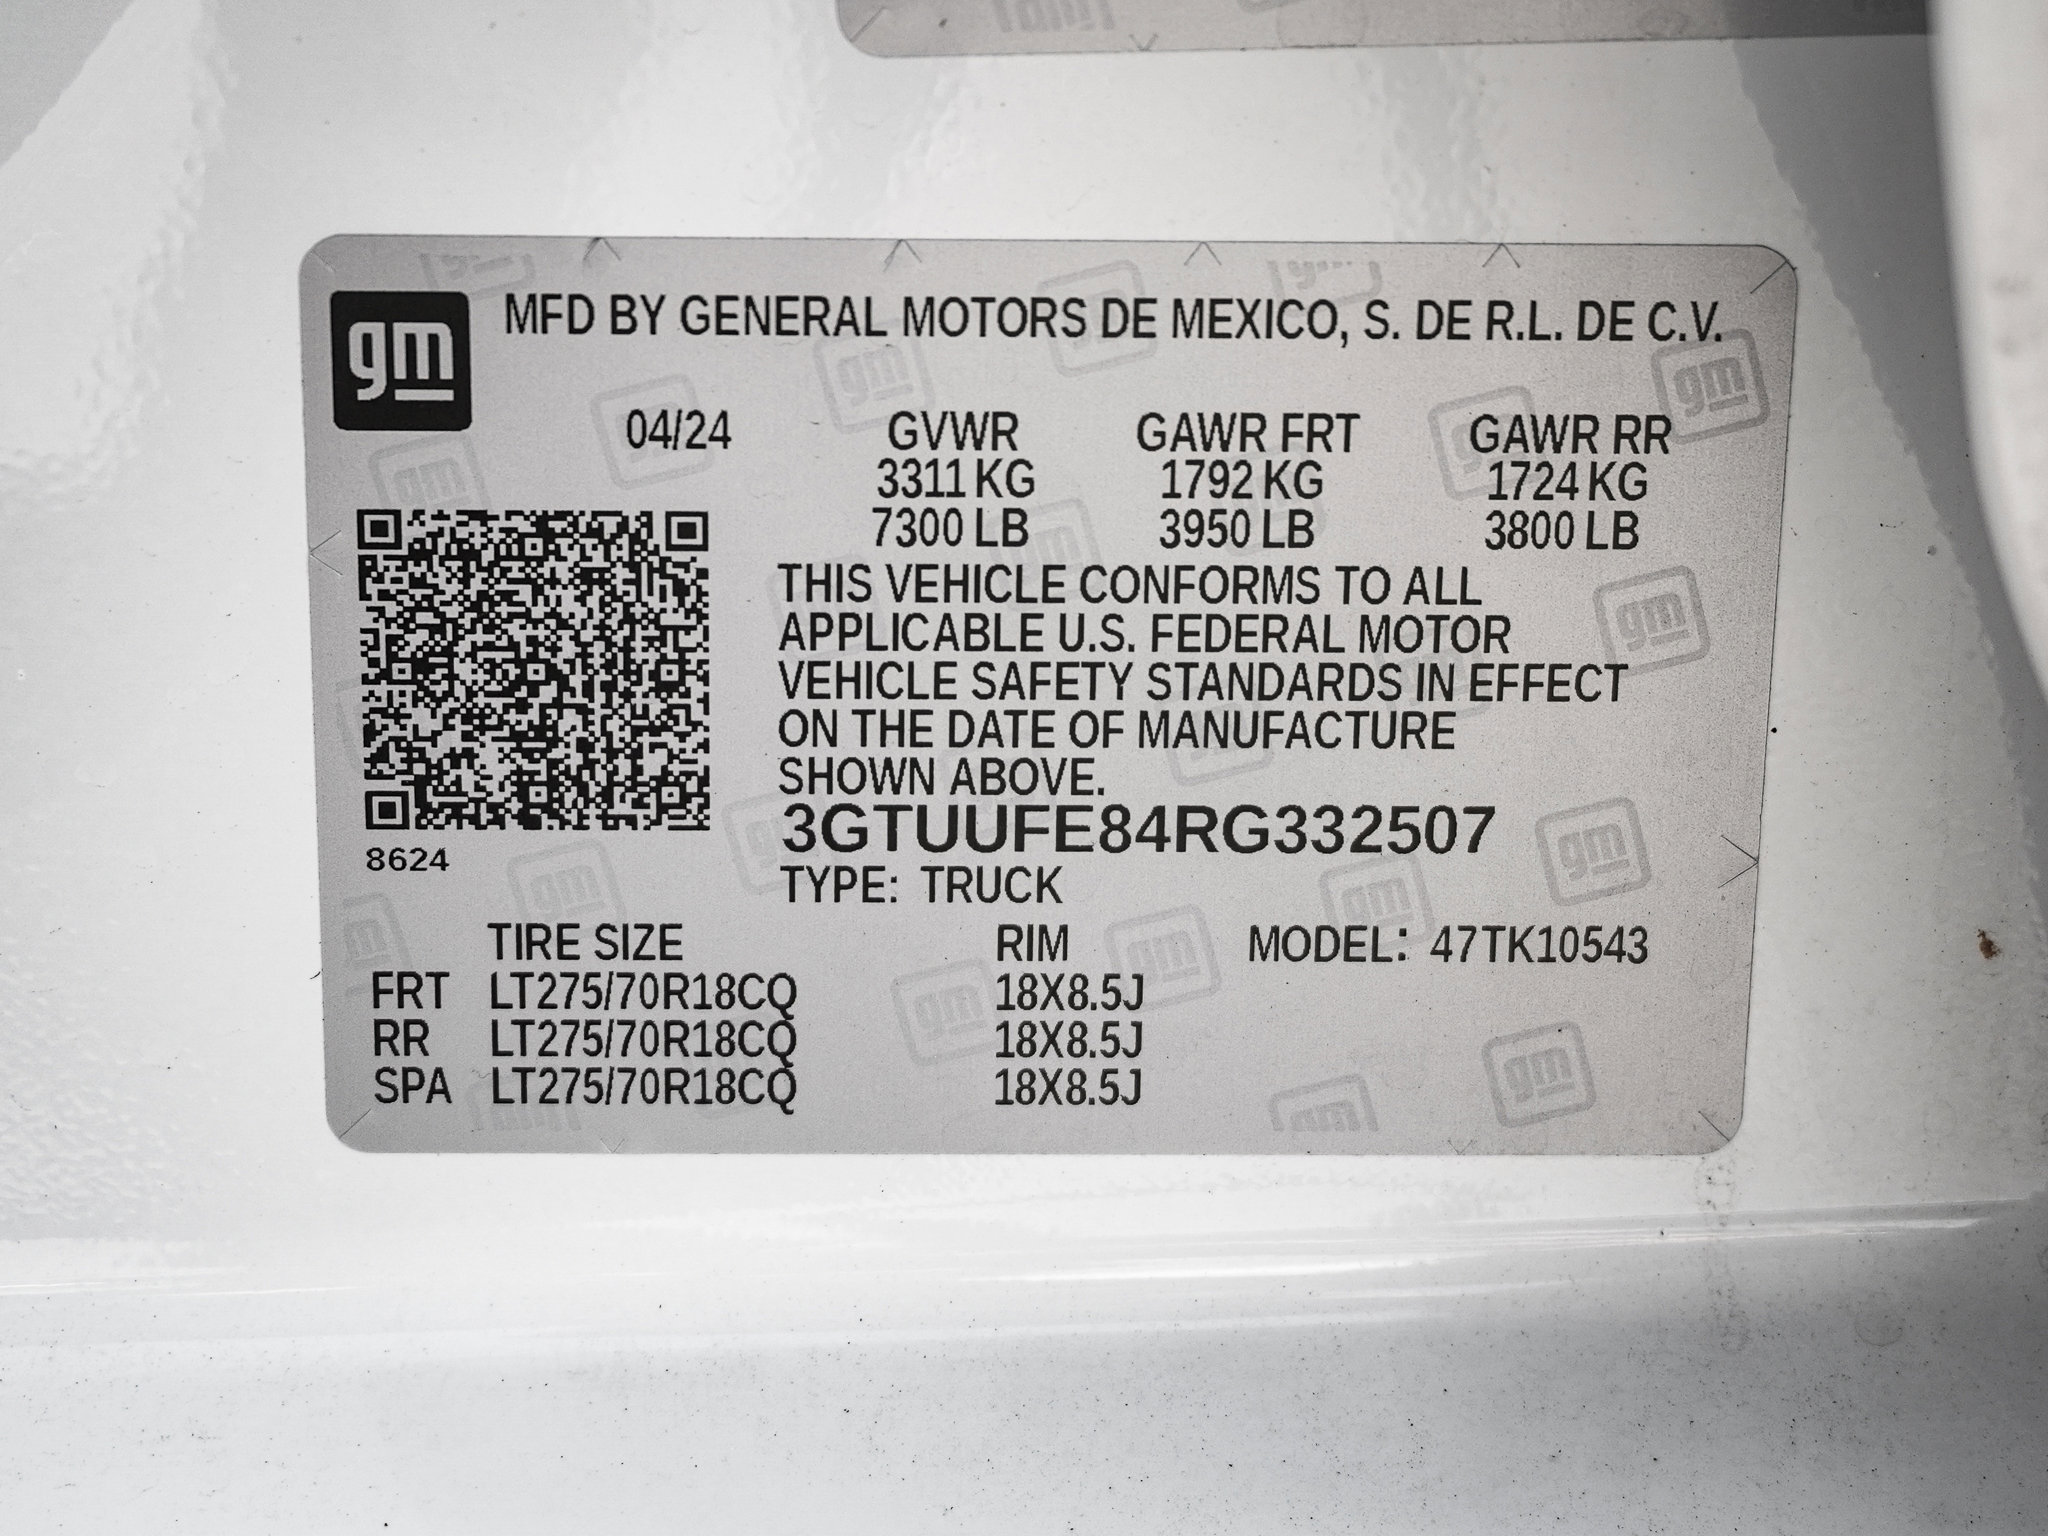 gm MFD BY GENERAL MOTORS DE MEXICO, S. DE R.L. DE C.V.
04/24 GVWR GAWR FRT GAWR RR
3311 KG 1792 KG 1724 KG
7300 LB 3950 LB 3800 LB
THIS VEHICLE CONFORMS TO ALL
APPLICABLE U.S. FEDERAL MOTOR
VEHICLE SAFETY STANDARDS IN EFFECT
ON THE DATE OF MANUFACTURE
SHOWN ABOVE.
3GTUUFE84RG332507
8624
TYPE: TRUCK
TIRE SIZE RIM MODEL: 47TK10543
FRT LT275/70R18CQ 18X8.5J
RR LT275/70R18CQ 18X8.5J
SPA LT275/70R18CQ 18X8.5J